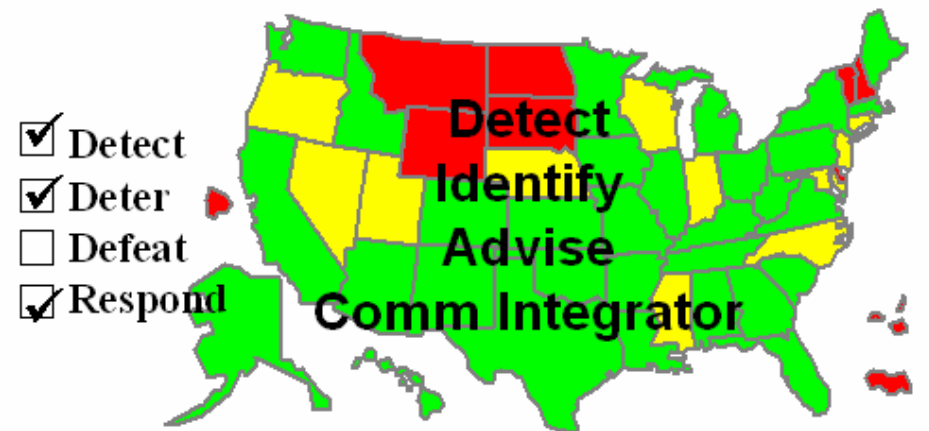 Detect
Deter
Defeat
Respond
Detect
Identify
Advise
Comm Integrator